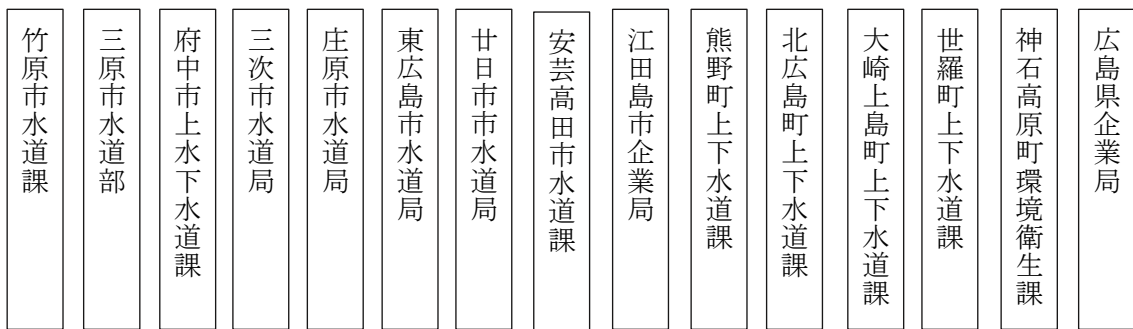 竹原市水道課
三原市水道部
府中市上水下水道課
三次市水道局
庄原市水道局
東広島市水道局
廿日市市水道局
安芸高田市水道課
江田島市企業局
熊野町上下水道課
北広島町上下水道課
大崎上島町上下水道課
世羅町上下水道課
神石高原町環境衛生課
広島県企業局